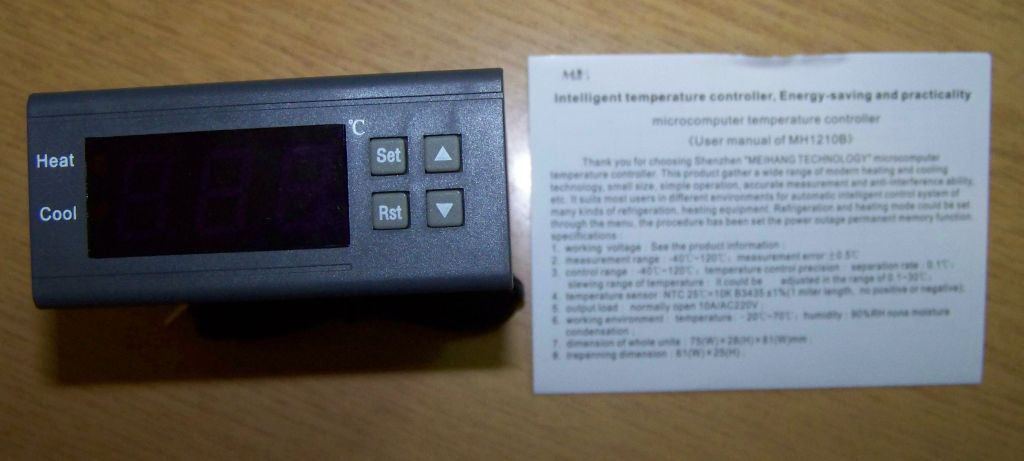 Heat
Cool
°C
Set
Rst
Intelligent temperature controller, Energy-saving and practicality
microcomputer temperature controller
(User manual of MH1210B)
Thank you for choosing Shenzhen "MEIHANG TECHNOLOGY" microcomputer
temperature controller. This product gather a wide range of modern heating and cooling
technology, small size, simple operation, accurate measurement and anti-interference ability,
etc. It suits most users in different environments for automatic intelligent control system of
many kinds of refrigeration, heating equipment. Refrigeration and heating mode could be set
through the menu, the procedure has been set the power outage permanent memory function.
specifications:
1. working voltage: See the product information;
2. measurement range: -40℃~120℃; measurement error: ±0.5℃
3. control range: -40℃~120℃; temperature control precision: separation rate: 0.1℃;
slewing range of temperature: it could be adjusted in the range of 0.1-30℃;
4. temperature sensor: NTC 25℃=10K B3435 ±1%(1 miter length, no positive or negative);
5. output load: normally open 10A/AC220V
6. working environment: temperature: -20℃~70℃; humidity: 90%RH none moisture
condensation;
7. dimension of whole units: 75(W)×28(H)×81(W)mm;
8. trepanning dimension: 61(W)×25(H);